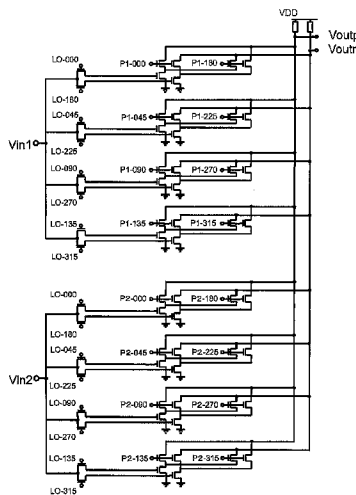 VDD
Voutp
Voutn
LO-000
P1-000
P1-180
LO-180
LO-045
P1-045
P1-225
Vin1
LO-225
LO-090
P1-090
P1-270
LO-270
LO-135
P1-135
P1-315
LO-315
LO-000
P2-000
P2-180
LO-180
LO-045
P2-045
P2-225
Vin2
LO-225
LO-090
P2-090
P2-270
LO-270
LO-135
P2-135
P2-315
LO-315